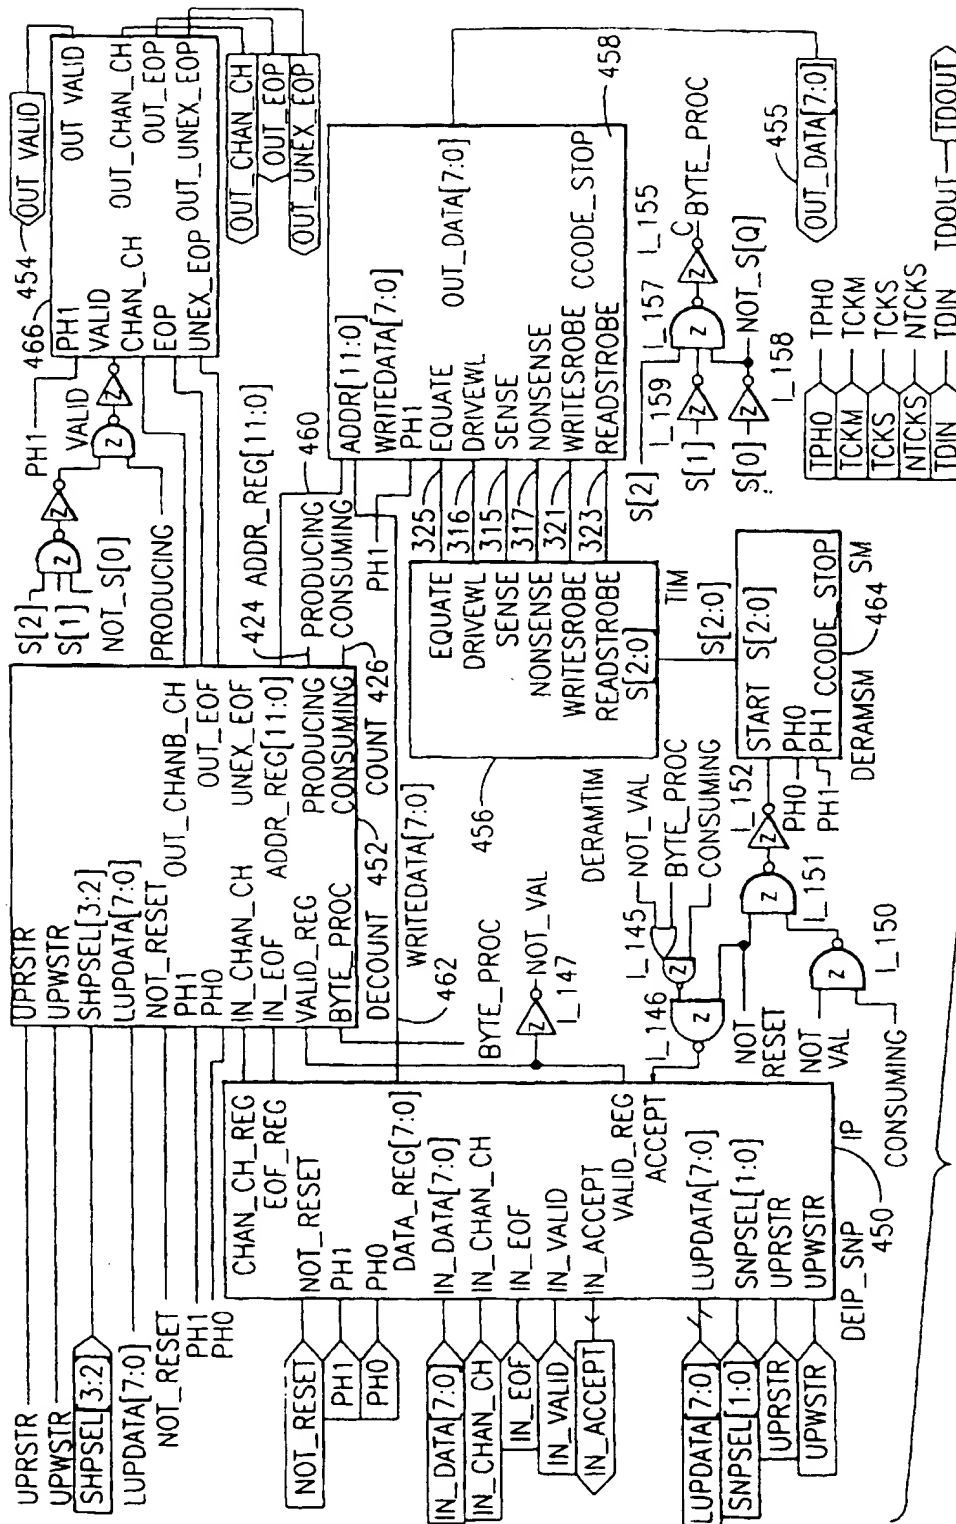 UPRSTR
UPWSTR
SHPSEL[3:2]
LUPDATA[7:0]
NOT_RESET
PH1
PH0
UPRSTR
UPWSTR
SHPSEL[3:2]
LUPDATA[7:0]
NOT_RESET
PH1
PH0
IN_CHAN_CH
IN_EOF
VALID_REG
BYTE_PROC
OUT_CHANB_CH
OUT_EOF
UNEX_EOF
ADDR_REG[11:0]
PRODUCING
CONSUMING
DECOUNT
452
COUNT
426
424
ADDR_REG[11:0]
PRODUCING
CONSUMING
460
S[2]
S[1]
NOT_S[0]
Z
Z
PRODUCING
PH1
VALID
Z
Z
466
454
OUT VALID
PH1
VALID
CHAN_CH
EOP
UNEX_EOP
OUT VALID
OUT_CHAN_CH
OUT_EOP
OUT_UNEX_EOP
OUT_CHAN_CH
OUT_EOP
OUT_UNEX_EOP
NOT_RESET
PH1
PH0
IN_DATA[7:0]
IN_CHAN_CH
IN_EOF
IN_VALID
IN_ACCEPT
LUPDATA[7:0]
SNPSEL[1:0]
UPRSTR
UPWSTR
CHAN_CH_REG
EOF_REG
NOT_RESET
PH1
PH0
DATA_REG[7:0]
IN_DATA[7:0]
IN_CHAN_CH
IN_EOF
IN_VALID
IN_ACCEPT
VALID_REG
ACCEPT
LUPDATA[7:0]
SNPSEL[1:0]
UPRSTR
UPWSTR
DEIP_SNP
IP
450
WRITEDATA[7:0]
462
BYTE_PROC
Z
NOT_VAL
I_147
I_145
NOT_VAL
BYTE_PROC
CONSUMING
Z
I_146
Z
NOT
RESET
NOT
VAL
CONSUMING
Z
I_150
Z
I_151
Z
I_152
PH0
PH1
START
PH0
PH1
S[2:0]
CCODE STOP
DERAMSM
SM
464
S[2:0]
TIM
DERAMTIM
456
EQUATE
DRIVEWL
SENSE
NONSENSE
WRITESROBE
READSTROBE
S[2:0]
325
316
315
317
321
323
PH1
ADDR[11:0]
WRITEDATA[7:0]
PH1
EQUATE
DRIVEWL
SENSE
NONSENSE
WRITESROBE
READSTROBE
OUT_DATA[7:0]
CCODE_STOP
458
S[2]
S[1]
S[0]
I_159
Z
Z
I_158
I_157
Z
I_155
Z
C
BYTE_PROC
NOT_S[Q]
455
OUT_DATA[7:0]
TPH0
TCKM
TCKS
NTCKS
TDIN
TPH0
TCKM
TCKS
NTCKS
TDIN
TDOUT
TDOUT